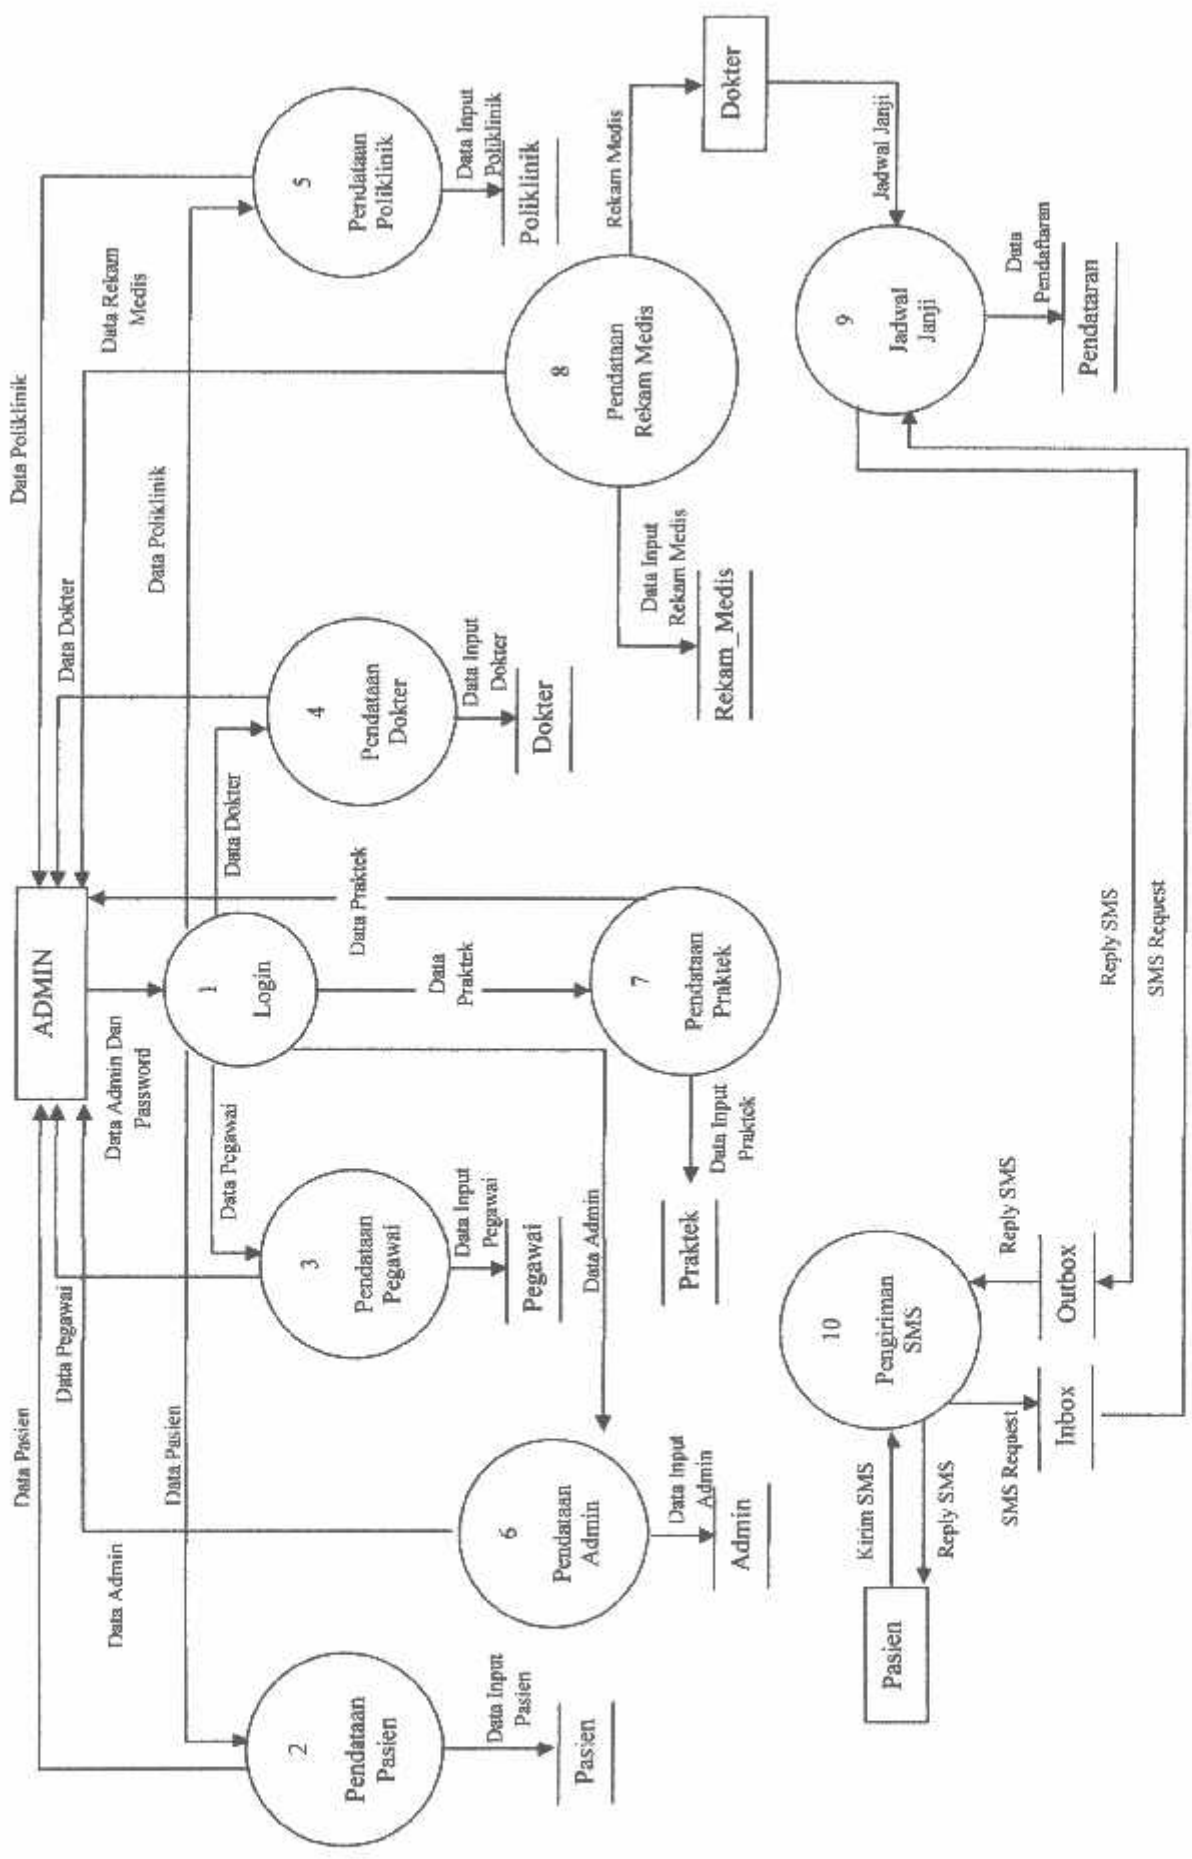 ADMIN
Data Pasien
Data Pegawai
Data Admin
Data Admin Dan
Password
Data Poliklinik
Data Dokter
Data Rekam
Medis
Data Pasien
Data Poliklinik
1
Login
Data Pegawai
Data Dokter
Data Praktek
Data
Praktek
Data Admin
2
Pendataan
Pasien
Data Input
Pasien
Pasien
3
Pendataan
Pegawai
Data Input
Pegawai
Pegawai
4
Pendataan
Dokter
Data Input
Dokter
Dokter
5
Pendataan
Poliklinik
Data Input
Poliklinik
Poliklinik
6
Pendataan
Admin
Data Input
Admin
Admin
7
Pendataan
Praktek
Data Input
Praktek
Praktek
8
Pendataan
Rekam Medis
Data Input
Rekam Medis
Rekam_Medis
Rekam Medis
Dokter
Jadwal Janji
9
Jadwal
Janji
Data
Pendaftaran
Pendataran
Pasien
Kirim SMS
Reply SMS
10
Pengiriman
SMS
SMS Request
Reply SMS
Inbox
Outbox
Reply SMS
SMS Request